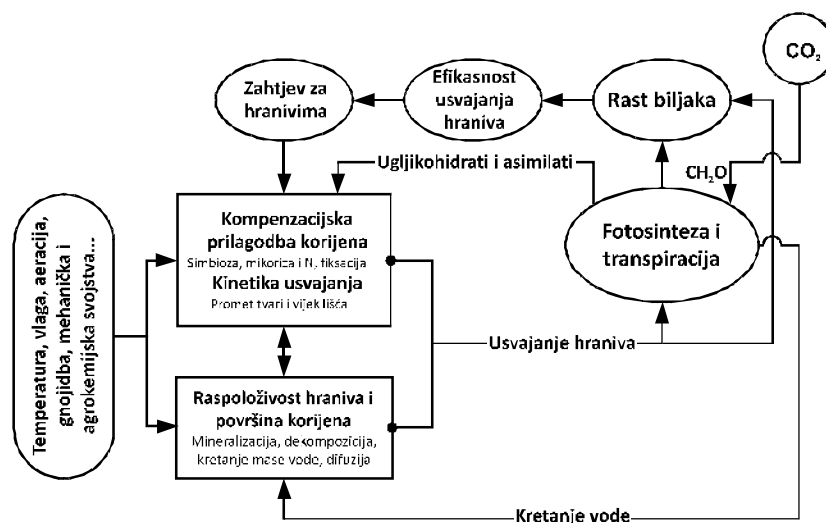 CO₂
Zahtjev za
hranivima
Efikasnost
usvajanja
hraniva
Rast biljaka
Ugljikohidrati i asimilati
CH₂O
Temperatura, vlaga, aeracija,
gnojidba, mehanička i
agrokemijska svojstva...
Kompenzacijska
prilagodba korijena
Simbioza, mikoriza i N₂ fiksacija
Kinetika usvajanja
Promet tvari i vijek lišća
Fotosinteza i
transpiracija
Usvajanje hraniva
Raspoloživost hraniva i
površina korijena
Mineralizacija, dekompozicija,
kretanje mase vode, difuzija
Kretanje vode